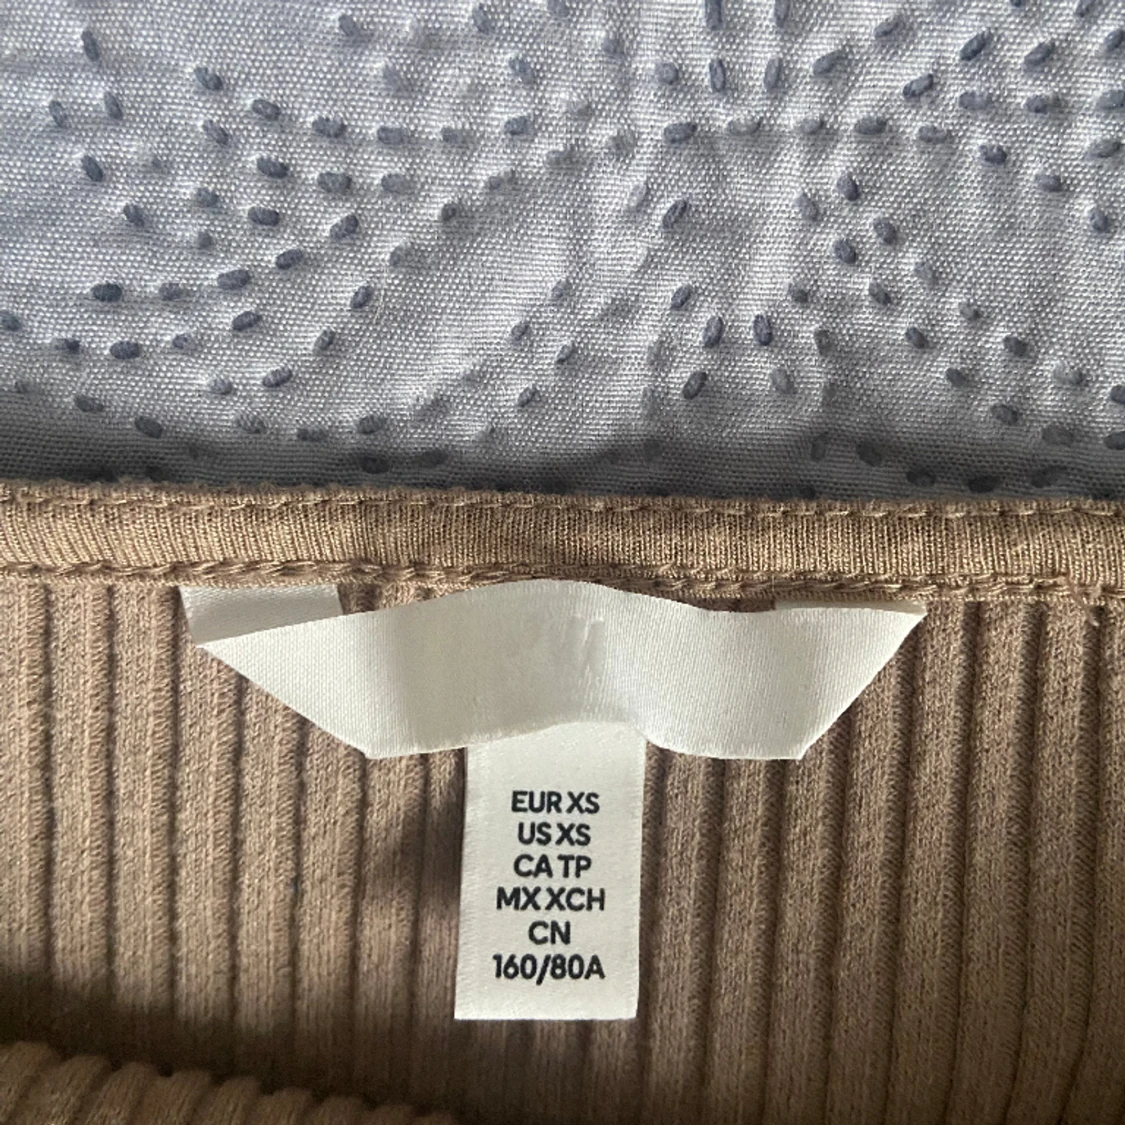 EUR XS
US XS
CA TP
MX XCH
CN
160/80A